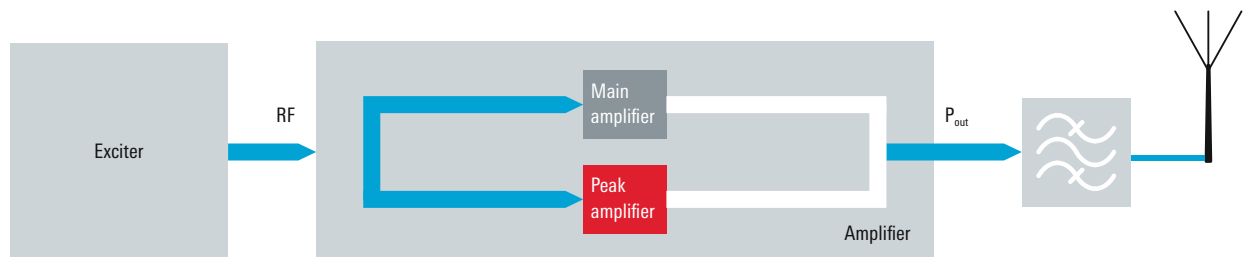 Exciter
RF
Main
amplifier
Peak
amplifier
Amplifier
Pout